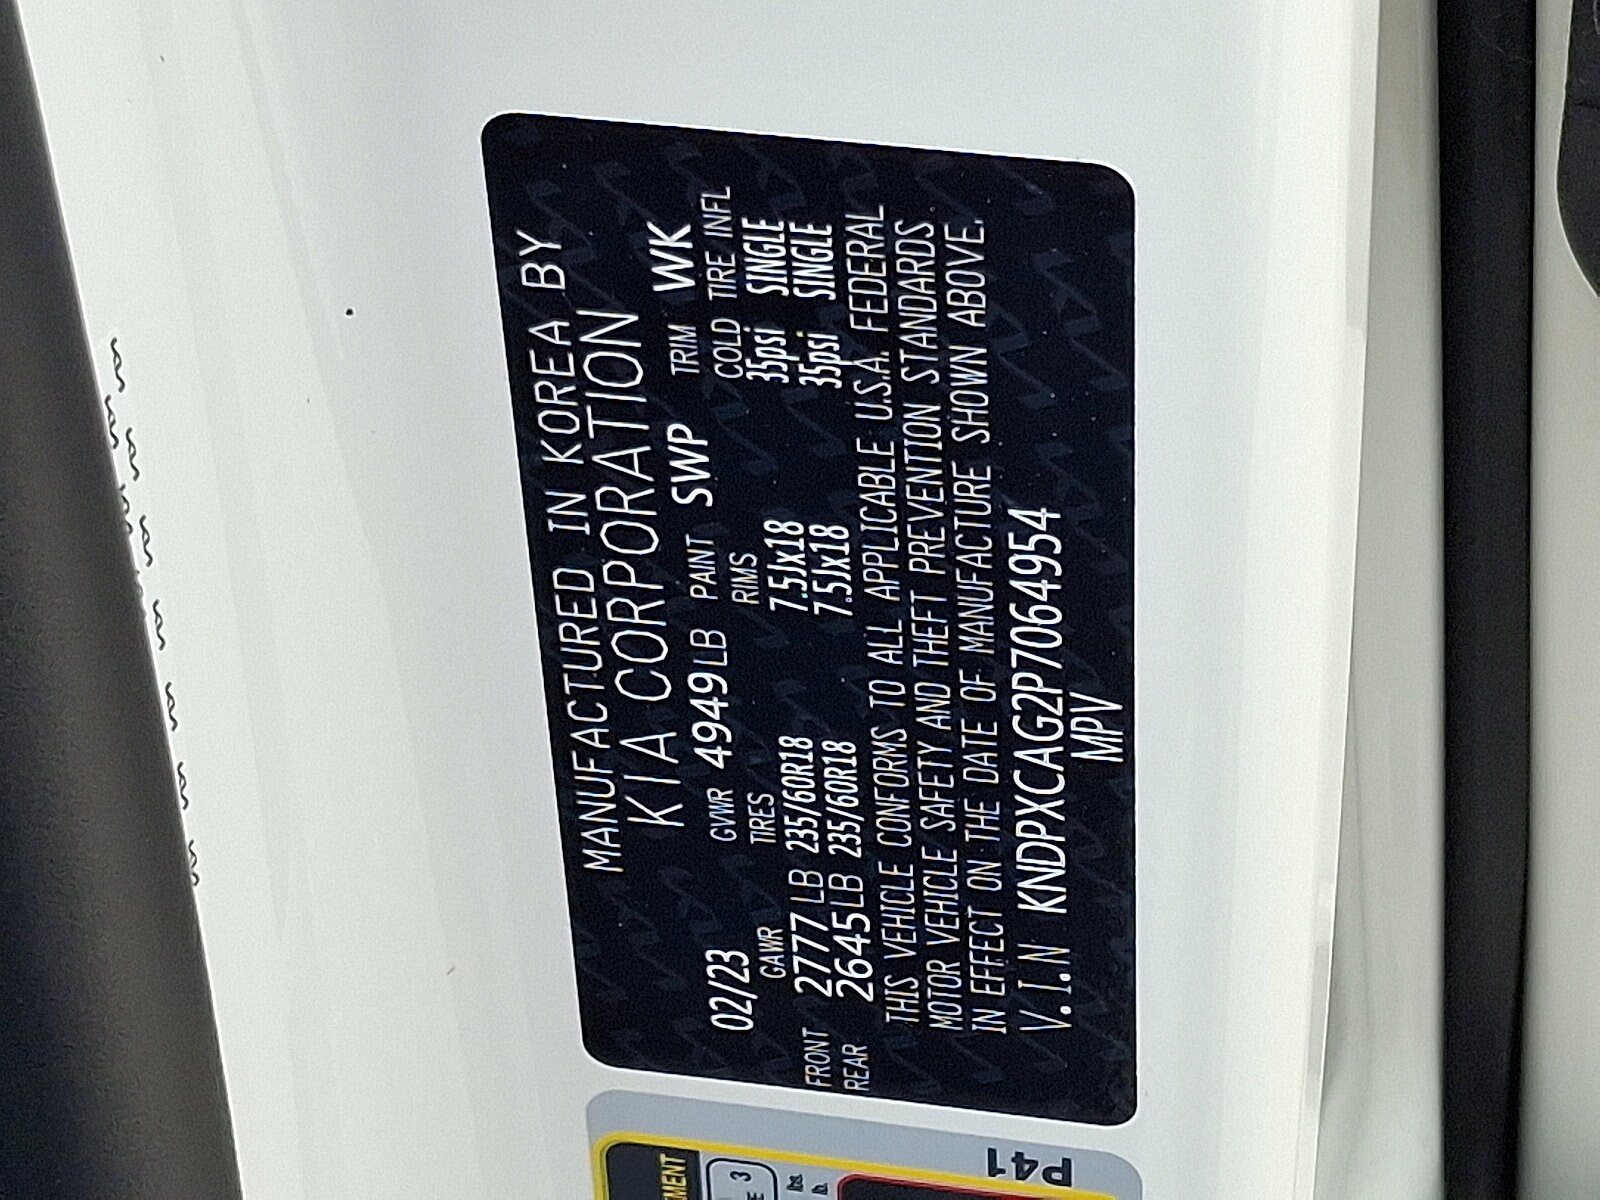 MANUFACTURED IN KOREA BY
KIA CORPORATION
02/23 GVWR 4949LB PAINT SWP TRIM WK
GAWR TIRES RIMS COLD TIRE INFL
FRONT 2777LB 235/60R18 7.5Jx18 35psi SINGLE
REAR 2645LB 235/60R18 7.5Jx18 35psi SINGLE
THIS VEHICLE CONFORMS TO ALL APPLICABLE U.S.A. FEDERAL
MOTOR VEHICLE SAFETY AND THEFT PREVENTION STANDARDS
IN EFFECT ON THE DATE OF MANUFACTURE SHOWN ABOVE.
V.I.N KNDPXCAG2P7064954
MPV
P41
3